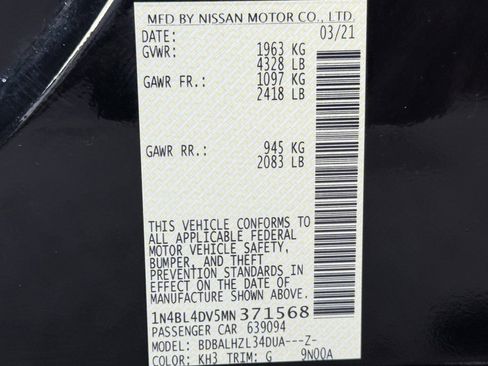 MFD BY NISSAN MOTOR CO., LTD.
DATE: 03/21
GVWR: 1963 KG
4328 LB
GAWR FR.: 1097 KG
2418 LB
GAWR RR.: 945 KG
2083 LB
THIS VEHICLE CONFORMS TO
ALL APPLICABLE FEDERAL
MOTOR VEHICLE SAFETY,
BUMPER, AND THEFT
PREVENTION STANDARDS IN
EFFECT ON THE DATE OF
MANUFACTURE SHOWN ABOVE.
1N4BL4DV5MN371568
PASSENGER CAR 639094
MODEL: BDBALHZL34DUA---Z-
COLOR: KH3 TRIM: G 9N00A